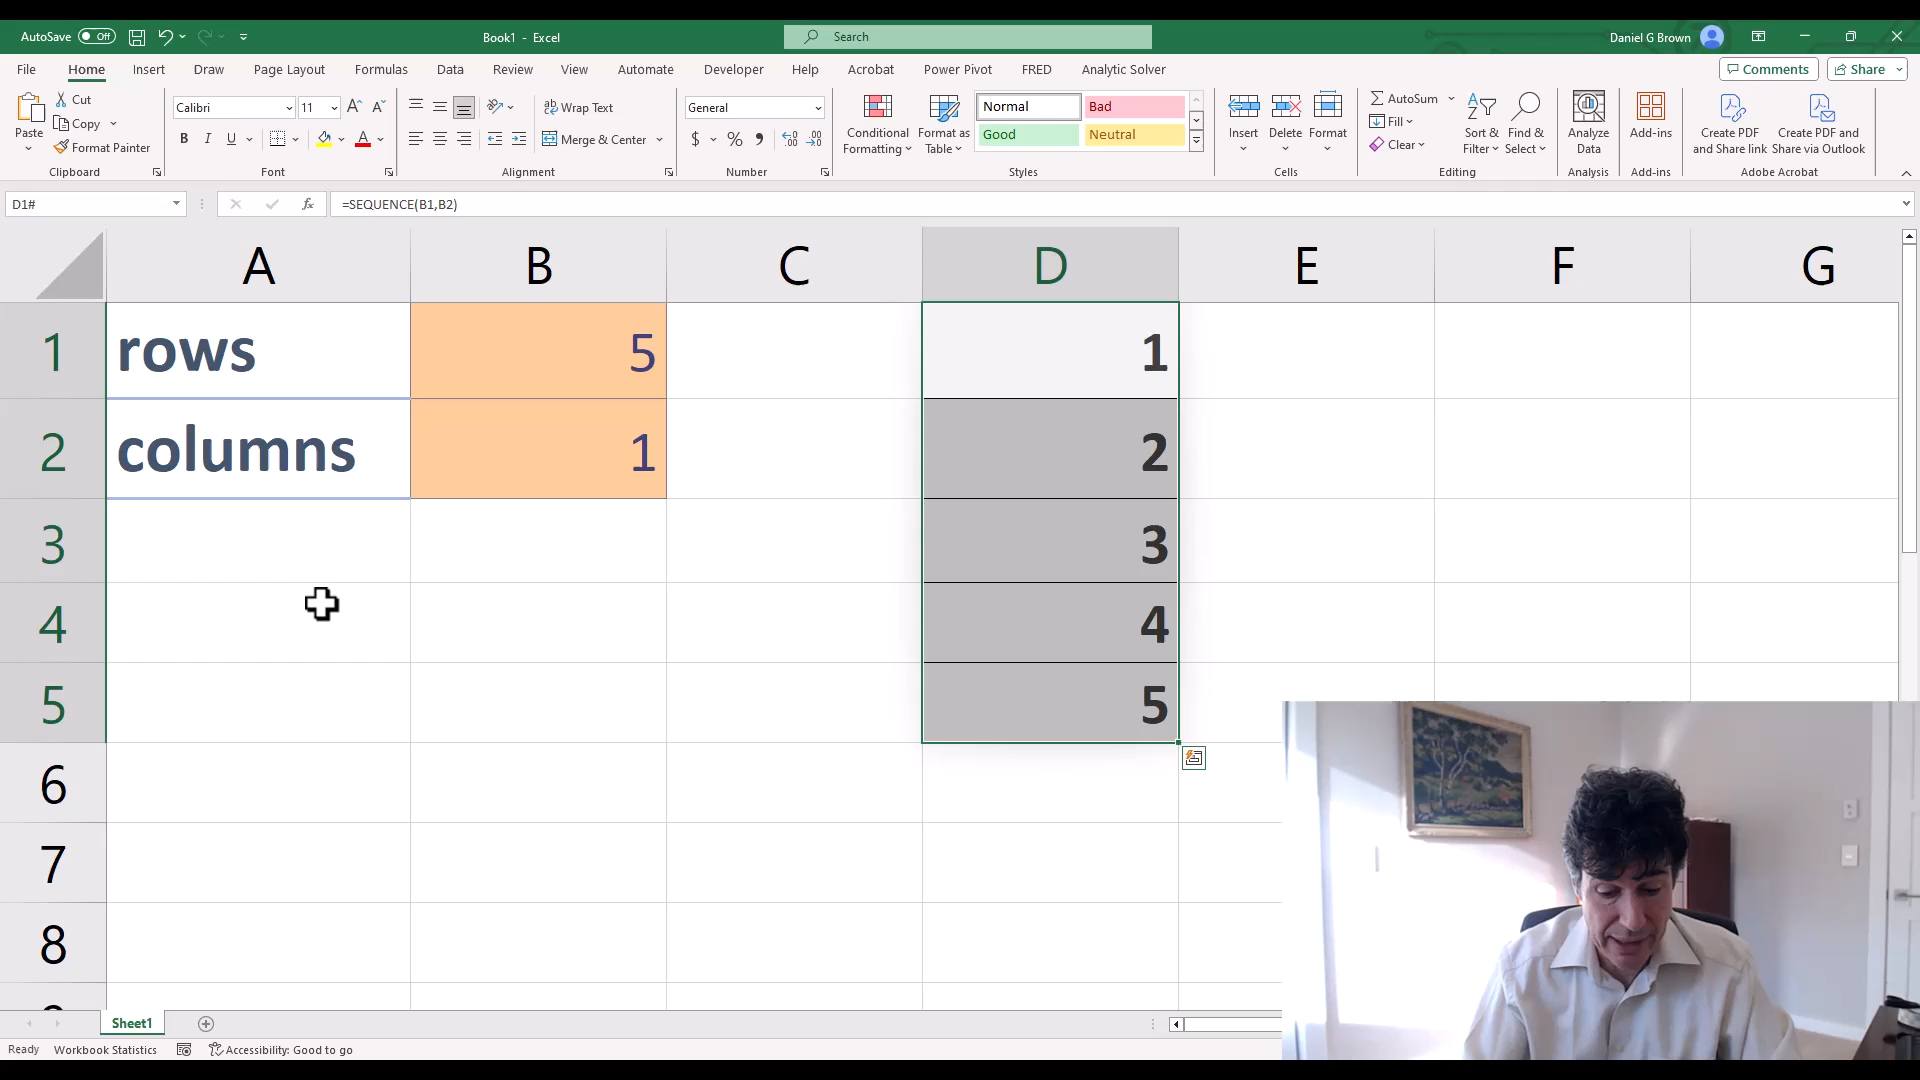 AutoSave Off
Book1 - Excel
Search
Daniel G Brown
File Home Insert Draw Page Layout Formulas Data Review View Automate Developer Help Acrobat Power Pivot FRED Analytic Solver
Comments Share
Paste
Cut
Copy
Format Painter
Clipboard
Calibri 11
B I U
Font
ab Wrap Text
Merge & Center
Alignment
General
$ % ,
Number
Conditional Formatting
Format as Table
Normal Bad
Good Neutral
Styles
Insert Delete Format
Cells
AutoSum
Fill
Clear
Sort & Filter
Find & Select
Editing
Analyze Data
Analysis
Add-ins
Add-ins
Create PDF and Share link
Create PDF and Share via Outlook
Adobe Acrobat
D1# fx =SEQUENCE(B1,B2)
A B C D E F G
1 rows 5 1
2 columns 1 2
3 3
4 4
5 5
6
7
8
Sheet1
Ready Workbook Statistics Accessibility: Good to go